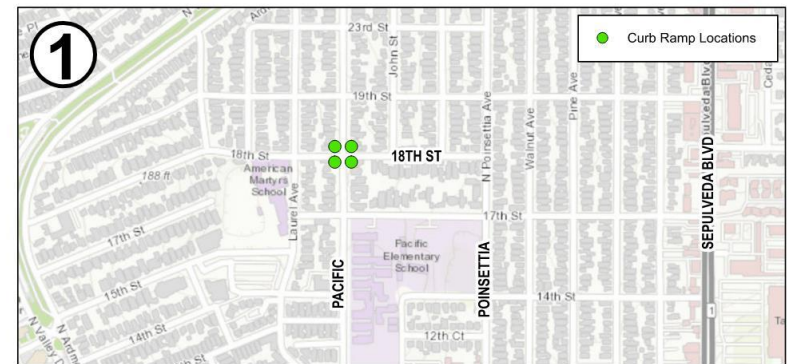 1
Curb Ramp Locations
23rd St
John St
19th St
N Poinsettia Ave
Walnut Ave
Pine Ave
SEPULVEDA BLVD
18th St
18TH ST
American
Martyrs
School
188 ft
Laurel Ave
17th St
17th St
Pacific
Elementary
School
PACIFIC
POINSETTIA
15th St
14th St
14th St
12th Ct
1
N Valley D
N Ardm